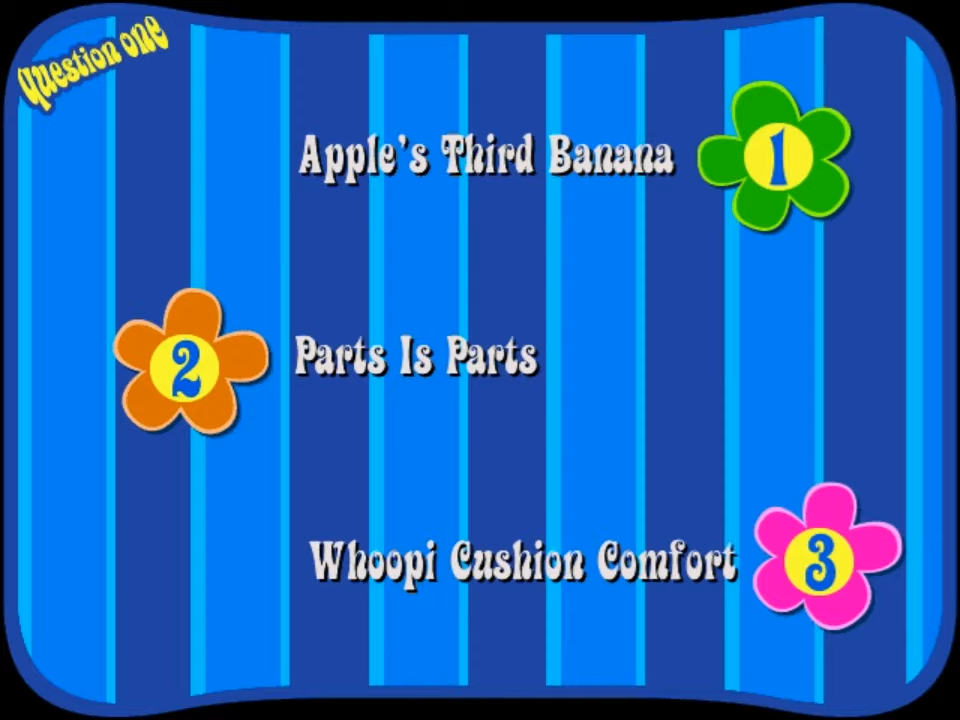 Question one
Apple's Third Banana
1
2
Parts Is Parts
Whoopi Cushion Comfort
3